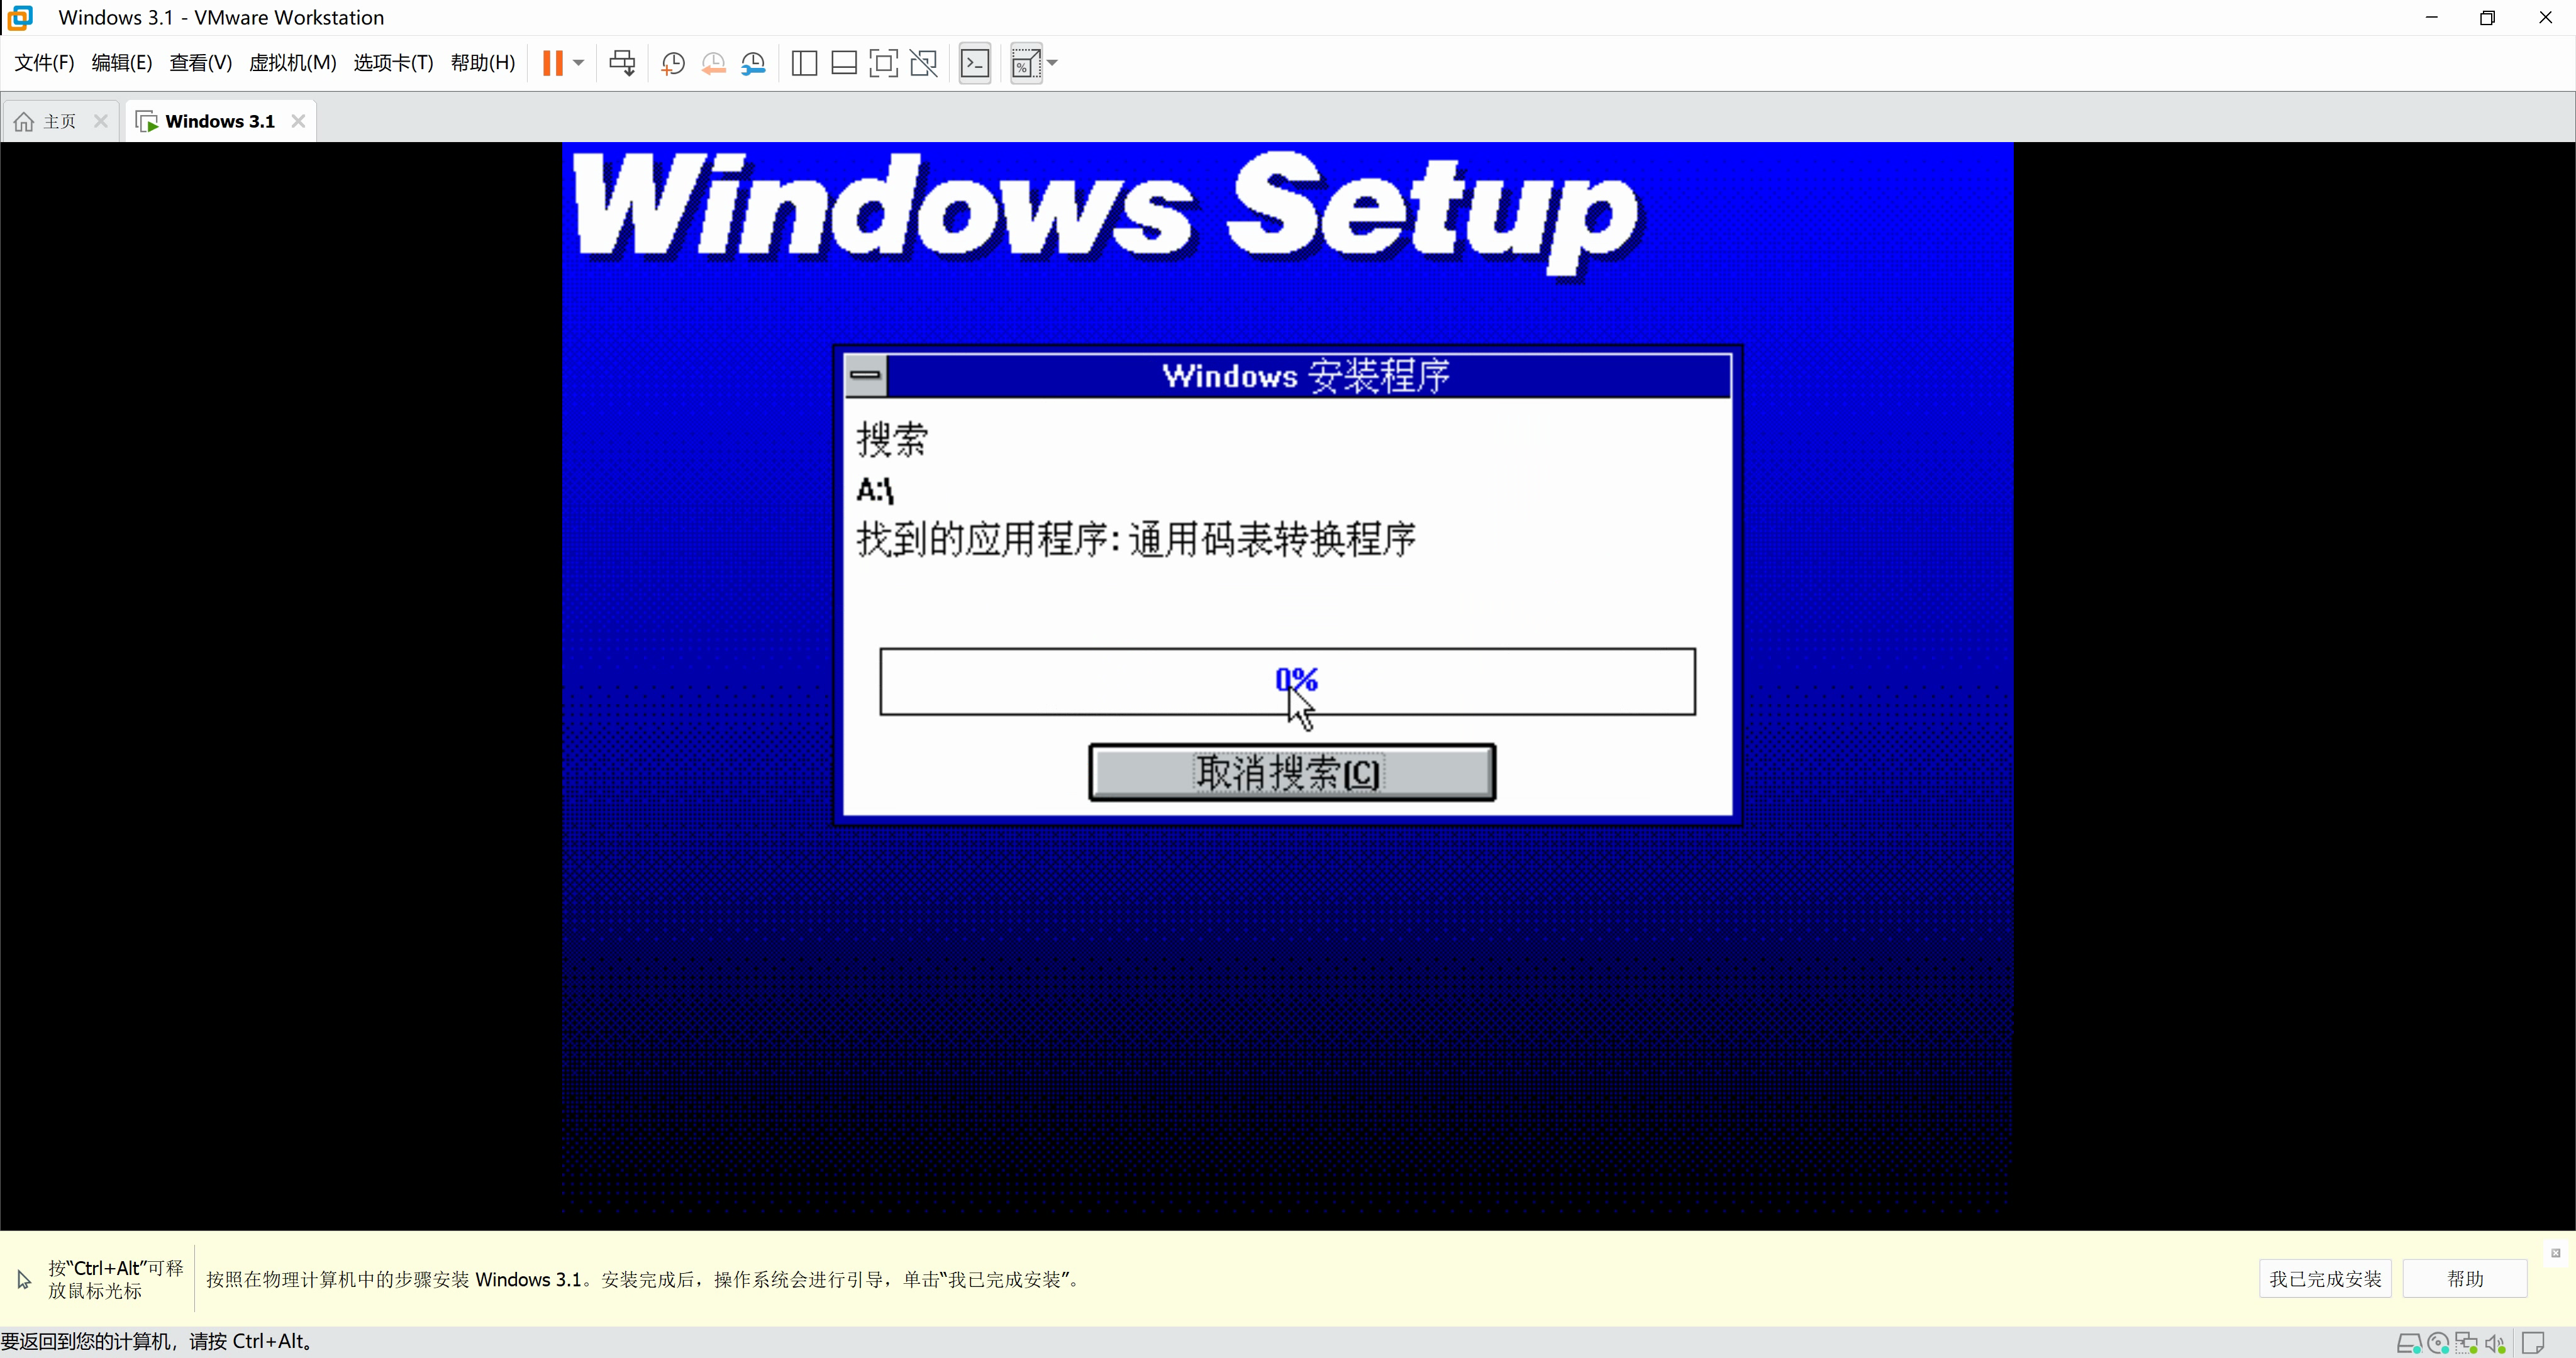 Windows 3.1 - VMware Workstation
文件(F) 编辑(E) 查看(V) 虚拟机(M) 选项卡(T) 帮助(H)
主页 Windows 3.1
Windows Setup
Windows 安装程序
搜索
A:\
找到的应用程序: 通用码表转换程序
0%
取消搜索(C)
按“Ctrl+Alt”可释
放鼠标光标
按照在物理计算机中的步骤安装 Windows 3.1。安装完成后，操作系统会进行引导，单击“我已完成安装”。
我已完成安装 帮助
要返回到您的计算机，请按 Ctrl+Alt。